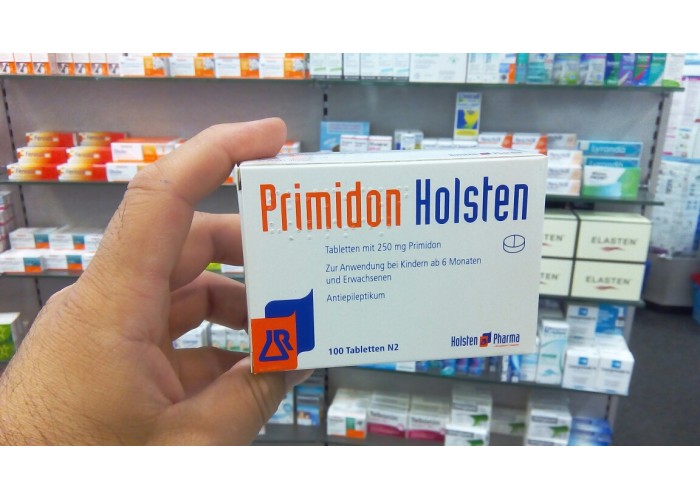 Primidon Holsten
Tabletten mit 250 mg Primidon
Zur Anwendung bei Kindern ab 6 Monaten
und Erwachsenen
Antiepileptikum
100 Tabletten N2
Holsten Pharma
ELASTEN
ELASTEN